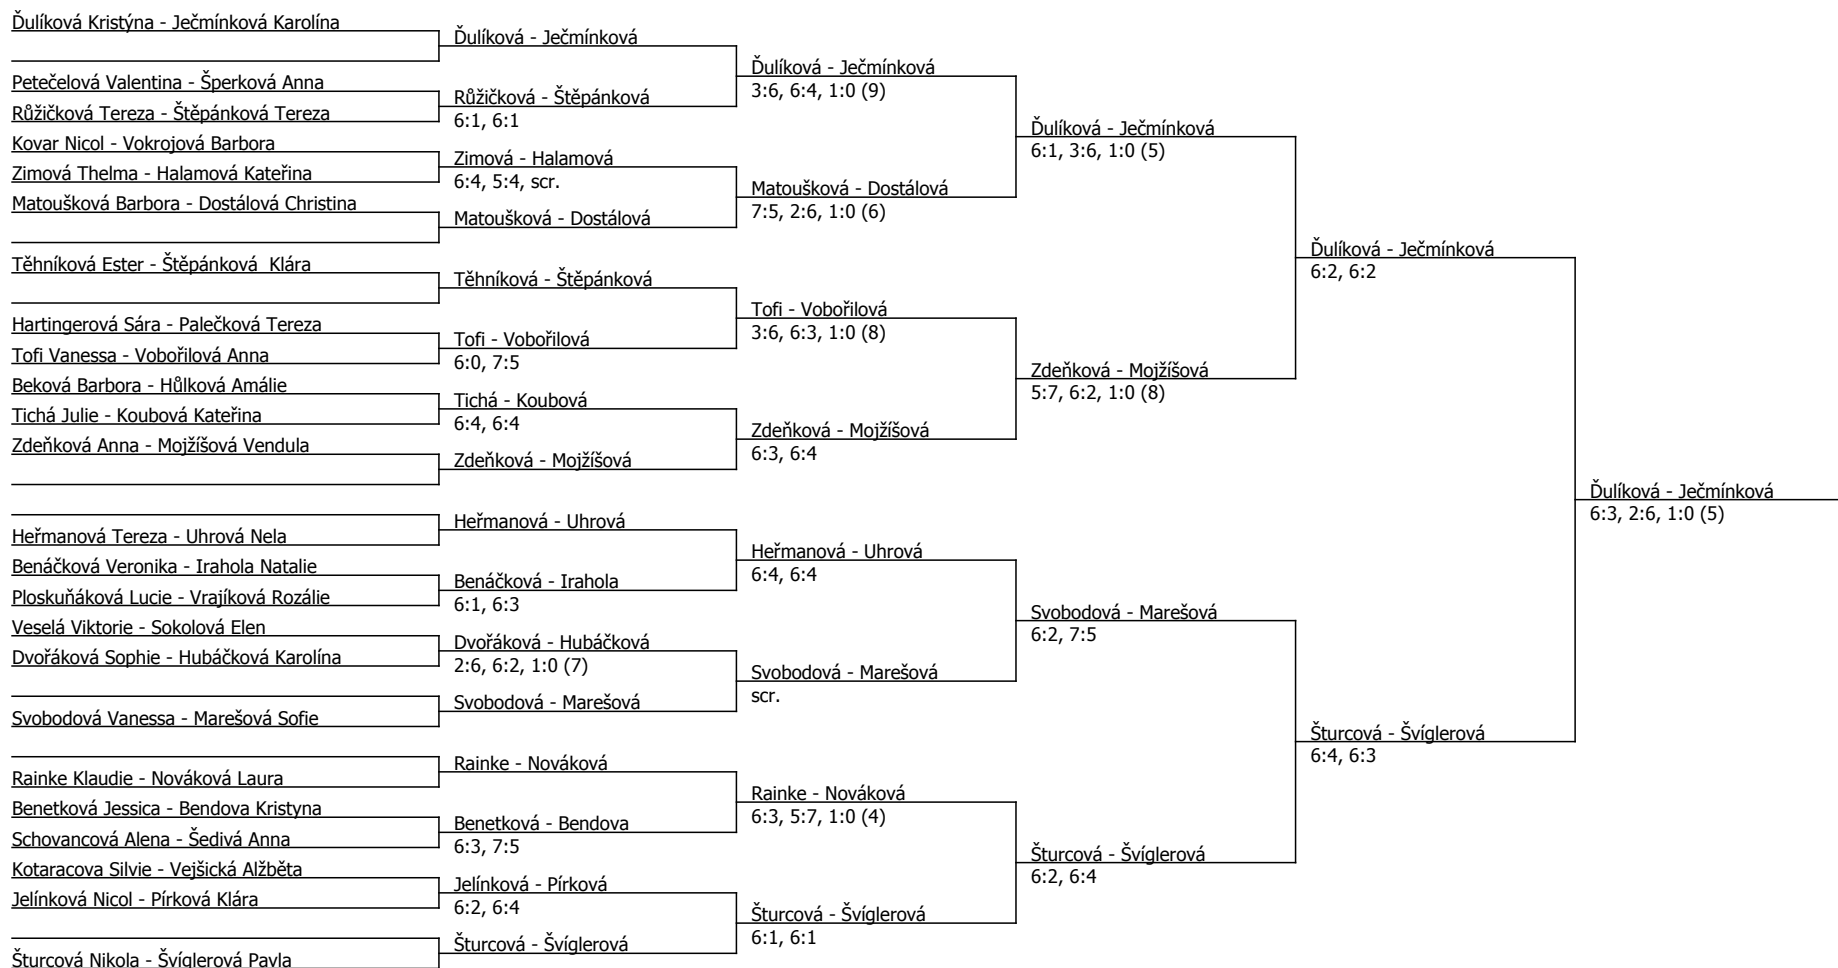 Ďulíková Kristýna - Ječmínková Karolína
Petečelová Valentina - Šperková Anna
Růžičková Tereza - Štěpánková Tereza
Kovar Nicol - Vokrojová Barbora
Zimová Thelma - Halamová Kateřina
Matoušková Barbora - Dostálová Christina
Těhníková Ester - Štěpánková  Klára
Hartingerová Sára - Palečková Tereza
Tofi Vanessa - Vobořilová Anna
Beková Barbora - Hůlková Amálie
Tichá Julie - Koubová Kateřina
Zdeňková Anna - Mojžíšová Vendula
Heřmanová Tereza - Uhrová Nela
Benáčková Veronika - Irahola Natalie
Ploskuňáková Lucie - Vrajíková Rozálie
Veselá Viktorie - Sokolová Elen
Dvořáková Sophie - Hubáčková Karolína
Svobodová Vanessa - Marešová Sofie
Rainke Klaudie - Nováková Laura
Benetková Jessica - Bendova Kristyna
Schovancová Alena - Šedivá Anna
Kotaracova Silvie - Vejšická Alžběta
Jelínková Nicol - Pírková Klára
Šturcová Nikola - Švíglerová Pavla
Ďulíková - Ječmínková
Růžičková - Štěpánková
6:1, 6:1
Zimová - Halamová
6:4, 5:4, scr.
Matoušková - Dostálová
Těhníková - Štěpánková
Tofi - Vobořilová
6:0, 7:5
Tichá - Koubová
6:4, 6:4
Zdeňková - Mojžíšová
Heřmanová - Uhrová
Benáčková - Irahola
6:1, 6:3
Dvořáková - Hubáčková
2:6, 6:2, 1:0 (7)
Svobodová - Marešová
Rainke - Nováková
Benetková - Bendova
6:3, 7:5
Jelínková - Pírková
6:2, 6:4
Šturcová - Švíglerová
Ďulíková - Ječmínková
3:6, 6:4, 1:0 (9)
Matoušková - Dostálová
7:5, 2:6, 1:0 (6)
Tofi - Vobořilová
3:6, 6:3, 1:0 (8)
Zdeňková - Mojžíšová
6:3, 6:4
Heřmanová - Uhrová
6:4, 6:4
Svobodová - Marešová
scr.
Rainke - Nováková
6:3, 5:7, 1:0 (4)
Šturcová - Švíglerová
6:1, 6:1
Ďulíková - Ječmínková
6:1, 3:6, 1:0 (5)
Zdeňková - Mojžíšová
5:7, 6:2, 1:0 (8)
Svobodová - Marešová
6:2, 7:5
Šturcová - Švíglerová
6:2, 6:4
Ďulíková - Ječmínková
6:2, 6:2
Šturcová - Švíglerová
6:4, 6:3
Ďulíková - Ječmínková
6:3, 2:6, 1:0 (5)